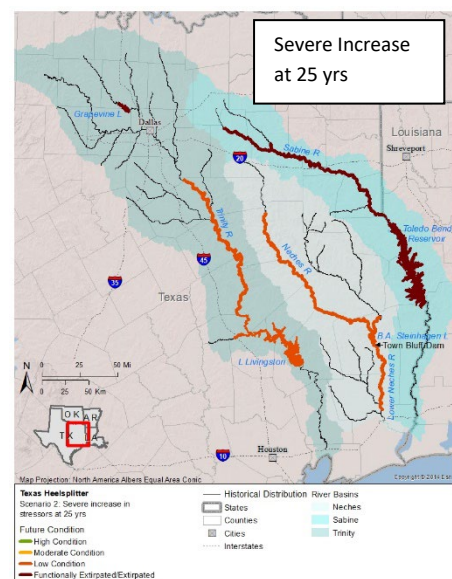 Severe Increase
at 25 yrs
Grapevine L
Dallas
Louisiana
Shreveport
20
Sabine R
Toledo Bend
Reservoir
Trinity R
Neches R
45
35
Texas
B.A. Steinhagen L
Town Bluff Dam
L Livingston
Lower Neches R
N
0 25 50 Mi
0 25 50 Km
OK
AR
TX
LA
10
Houston
Map Projection: North America Albers Equal Area Conic
Copyright:© 2014
Texas Heelsplitter
Scenario 2: Severe increase in
stressors at 25 yrs
Future Condition
High Condition
Moderate Condition
Low Condition
Functionally Extirpated/Extirpated
Historical Distribution
States
Counties
Cities
Interstates
River Basins
Neches
Sabine
Trinity